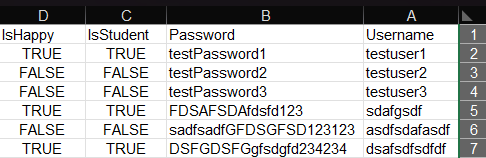 D C B A
IsHappy IsStudent Password Username 1
TRUE TRUE testPassword1 testuser1 2
FALSE FALSE testPassword2 testuser2 3
FALSE FALSE testPassword3 testuser3 4
TRUE TRUE FDSAFSDAfdsfd123 sdafgsdf 5
FALSE FALSE sadfsadfGFDSGFSD123123 asdfsdafasdf 6
TRUE TRUE DSFGDSFGgfsdgfd234234 dsafsdfsdfdf 7